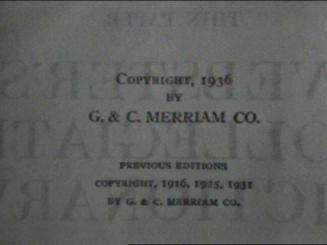 COPYRIGHT, 1936
BY
G. & C. MERRIAM CO.
PREVIOUS EDITIONS
COPYRIGHT, 1916, 1925, 1931
BY G. & C. MERRIAM CO.